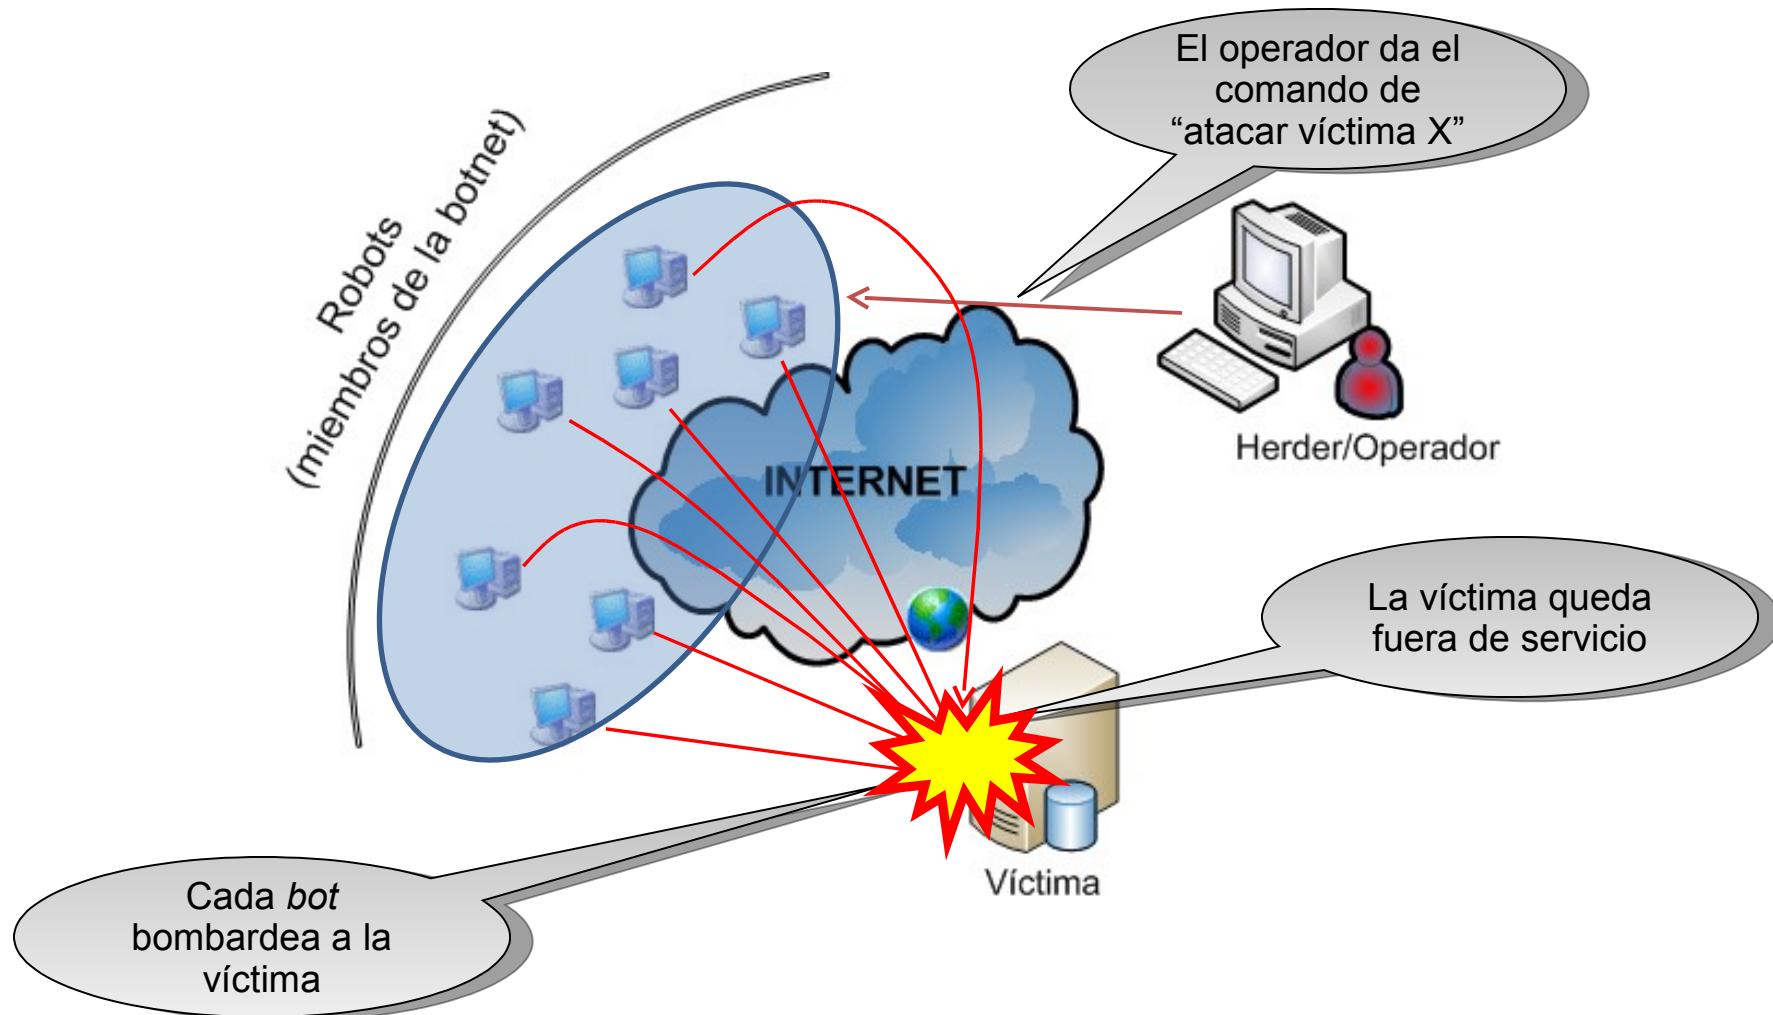 El operador da el
comando de
“atacar víctima X”
Robots
(miembros de la botnet)
Herder/Operador
INTERNET
La víctima queda
fuera de servicio
Víctima
Cada bot
bombardea a la
víctima